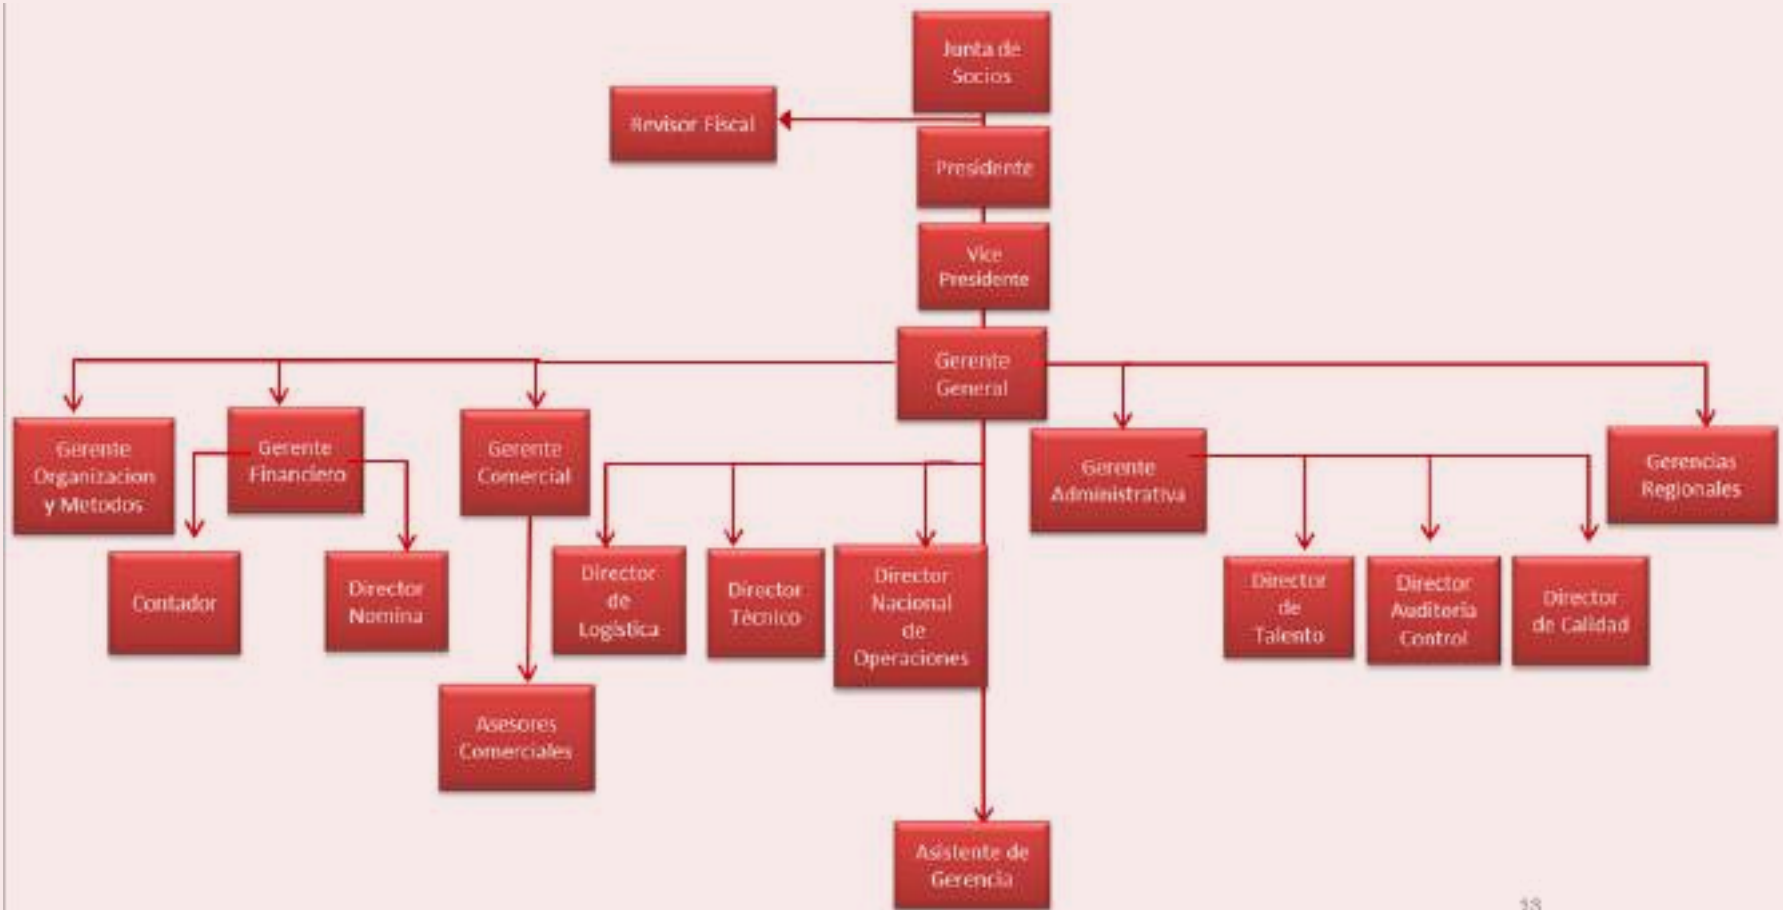 Junta de
Socios
Revisor Fiscal
Presidente
Vice
Presidente
Gerente
General
Gerente
Organizacion
y Metodos
Gerente
Financiero
Gerente
Comercial
Gerente
Administrativa
Gerencias
Regionales
Contador
Director
Nomina
Director
de
Logística
Director
Técnico
Director
Nacional
de
Operaciones
Director
de
Talento
Director
Auditoria
Control
Director
de Calidad
Asesores
Comerciales
Asistente de
Gerencia
13